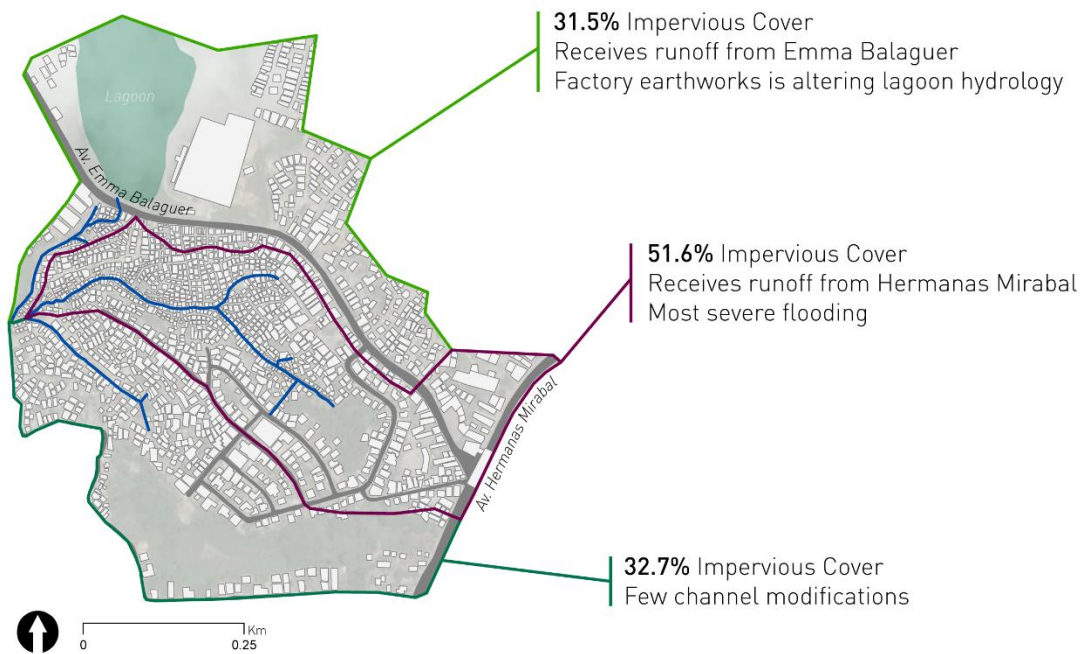 31.5% Impervious Cover
Receives runoff from Emma Balaguer
Factory earthworks is altering lagoon hydrology
Lagoon
Av. Emma Balaguer
51.6% Impervious Cover
Receives runoff from Hermanas Mirabal
Most severe flooding
Av. Hermanas Mirabal
32.7% Impervious Cover
Few channel modifications
Km
0 0.25